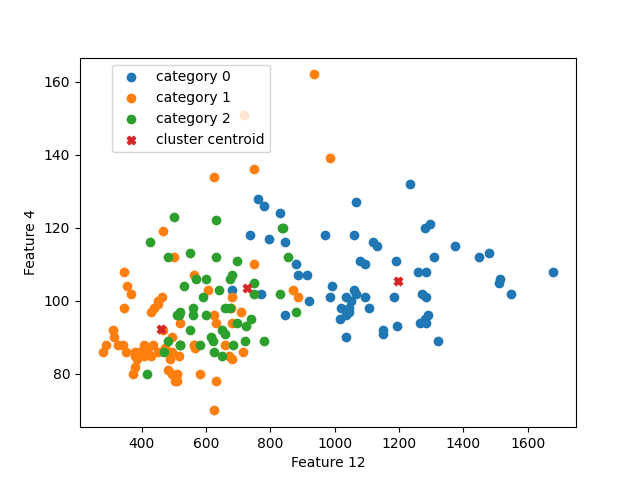 category 0
category 1
category 2
cluster centroid
160
140
120
100
80
Feature 4
400 600 800 1000 1200 1400 1600
Feature 12